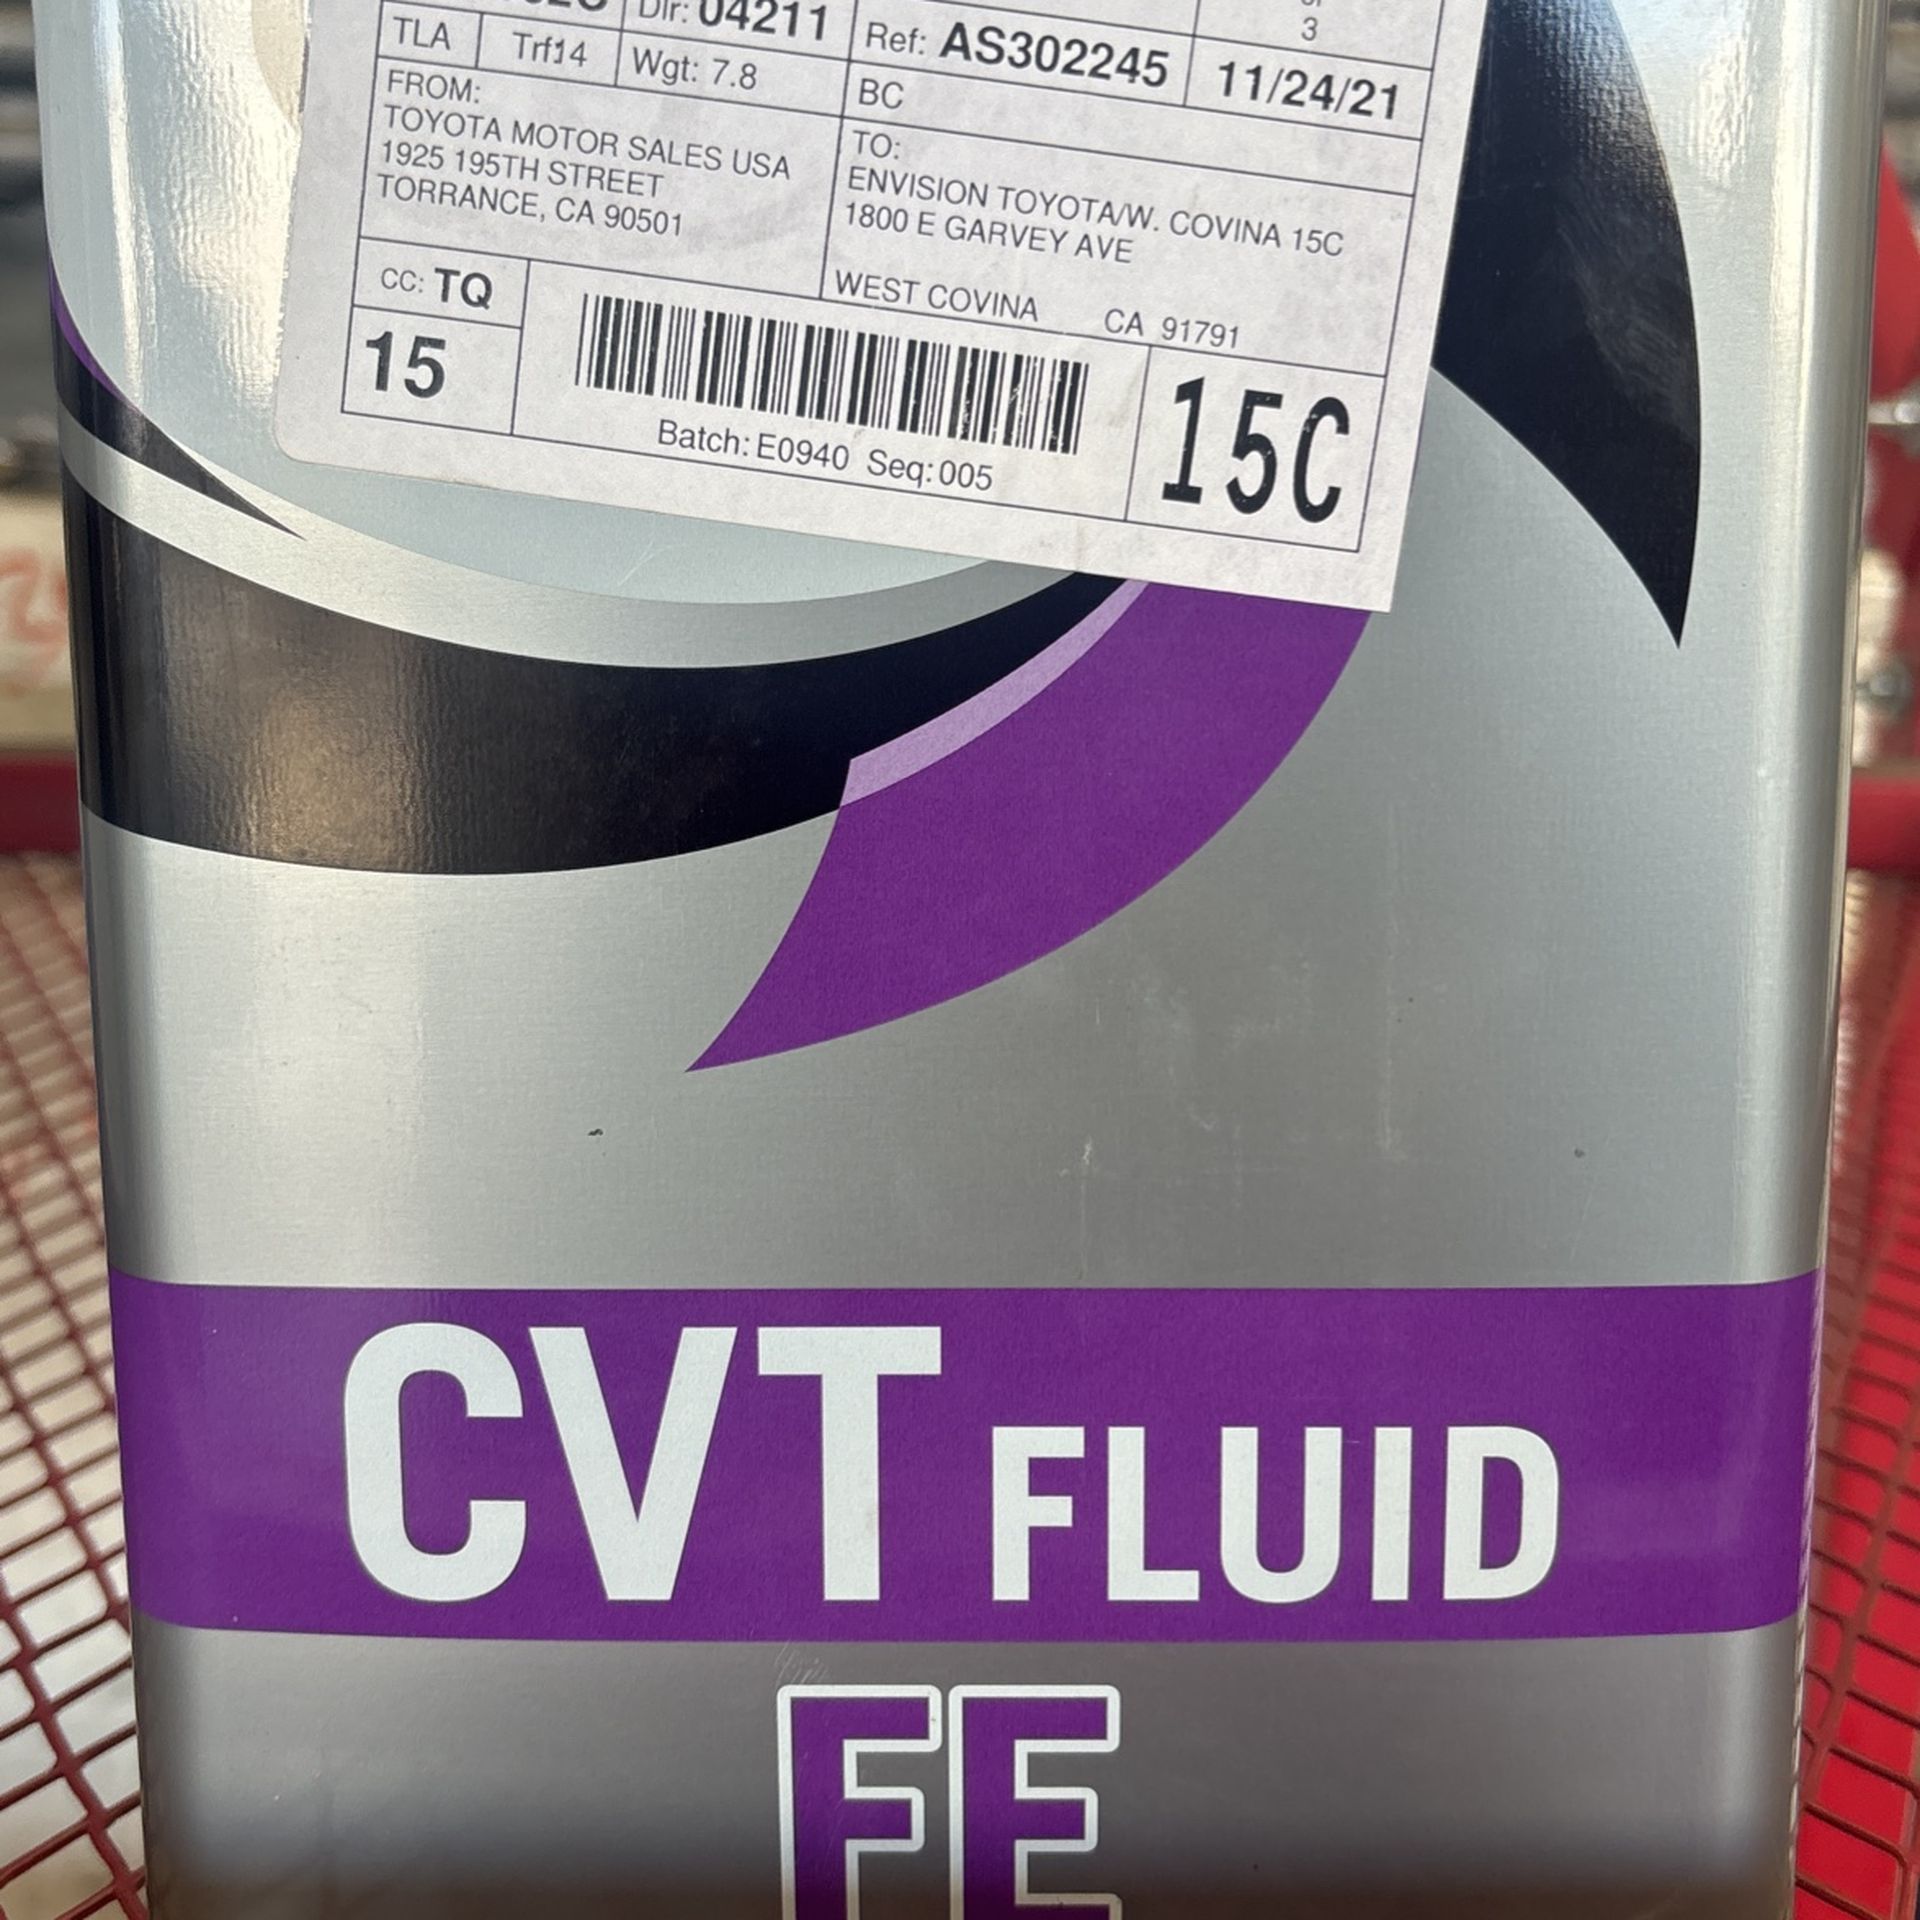 Dlr: 04211
3
TLA Trf14 Wgt: 7.8 Ref: AS302245 11/24/21
BC
FROM:
TOYOTA MOTOR SALES USA
1925 195TH STREET
TORRANCE, CA 90501
TO:
ENVISION TOYOTA/W. COVINA 15C
1800 E GARVEY AVE
WEST COVINA CA 91791
CC: TQ
15
Batch: E0940 Seq: 005
15C
CVT FLUID
FE